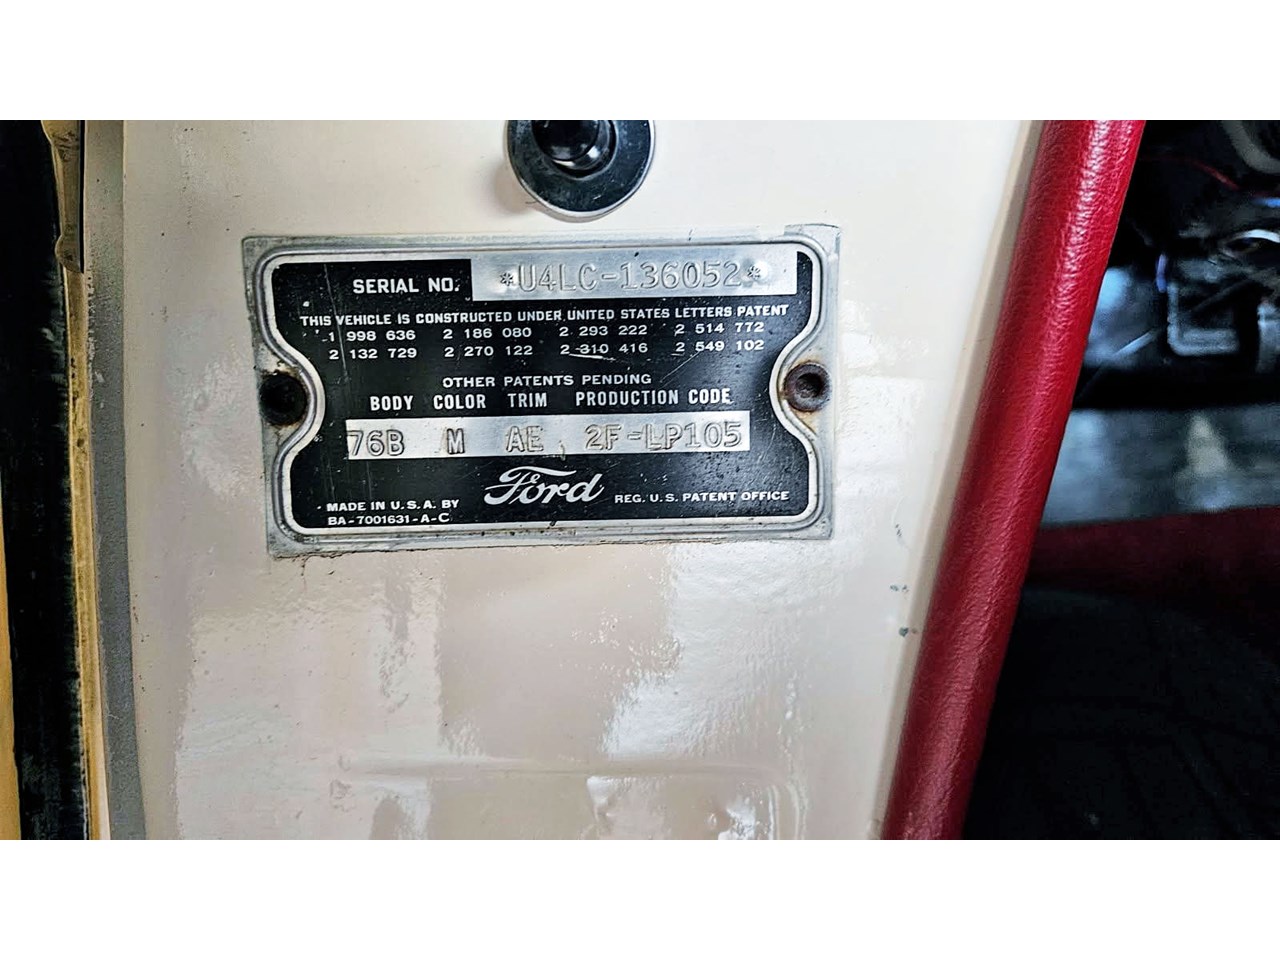 SERIAL NO. *U4LC-136052*
THIS VEHICLE IS CONSTRUCTED UNDER UNITED STATES LETTERS PATENT
1 998 636 2 186 080 2 293 222 2 514 772
2 132 729 2 270 122 2 310 416 2 549 102
OTHER PATENTS PENDING
BODY COLOR TRIM PRODUCTION CODE
76B M AE 2F-LP105
MADE IN U.S.A. BY Ford REG. U.S. PATENT OFFICE
BA-7001631-A-C